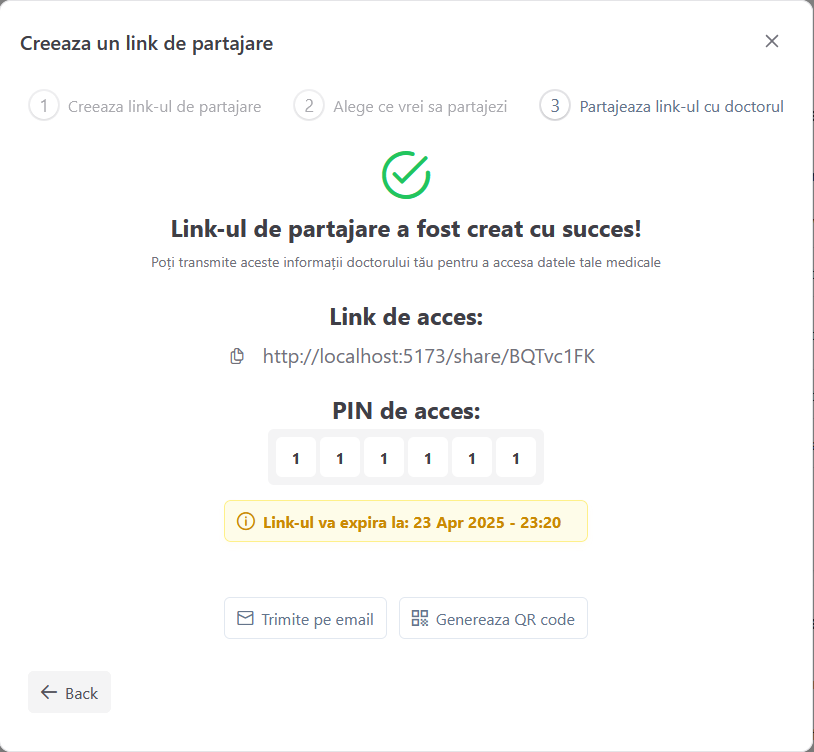 Creeaza un link de partajare
1 Creeaza link-ul de partajare 2 Alege ce vrei sa partajezi 3 Partajeaza link-ul cu doctorul
Link-ul de partajare a fost creat cu succes!
Poți transmite aceste informații doctorului tău pentru a accesa datele tale medicale
Link de acces:
http://localhost:5173/share/BQTvc1FK
PIN de acces:
1 1 1 1 1 1
Link-ul va expira la: 23 Apr 2025 - 23:20
Trimite pe email Genereaza QR code
Back